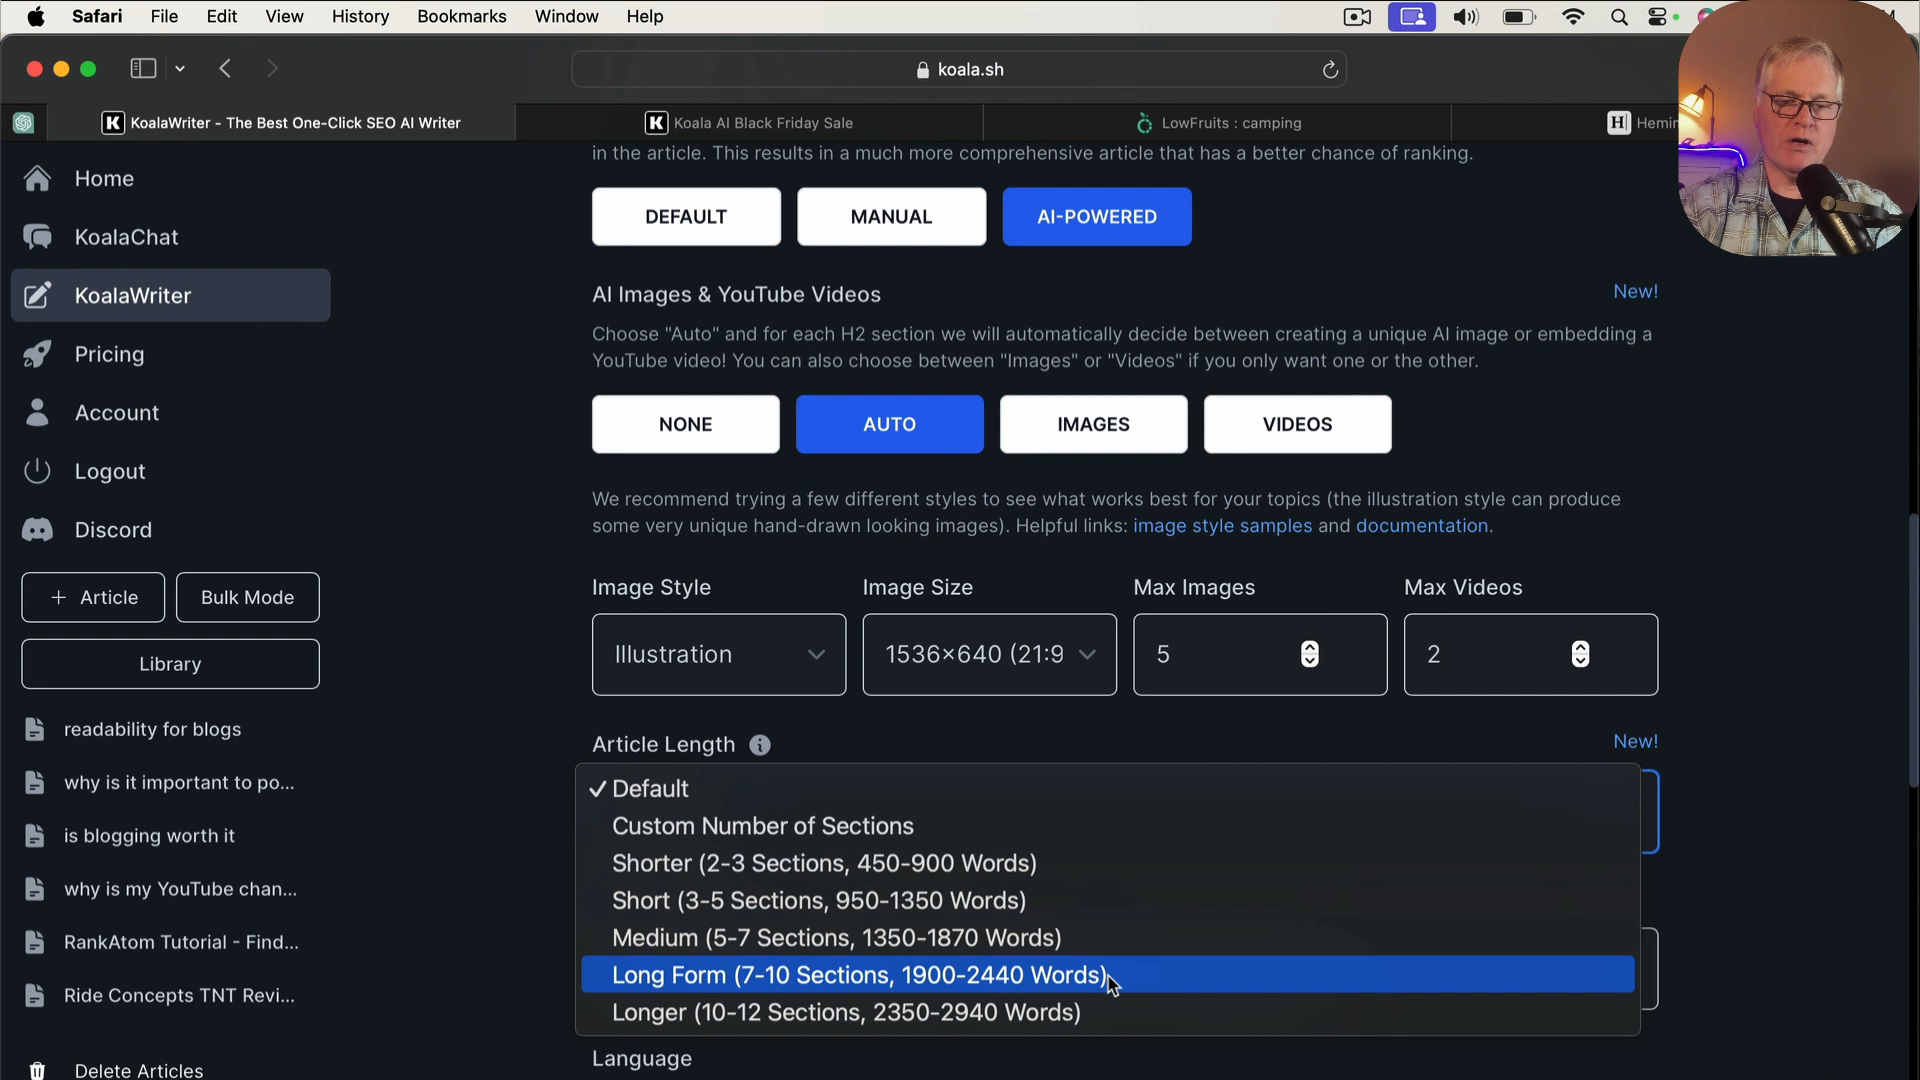 Safari File Edit View History Bookmarks Window Help
koala.sh
KoalaWriter - The Best One-Click SEO AI Writer
Koala AI Black Friday Sale
LowFruits : camping
Hemin
Home
KoalaChat
KoalaWriter
Pricing
Account
Logout
Discord
+ Article
Bulk Mode
Library
readability for blogs
why is it important to po...
is blogging worth it
why is my YouTube chan...
RankAtom Tutorial - Find...
Ride Concepts TNT Revi...
Delete Articles
in the article. This results in a much more comprehensive article that has a better chance of ranking.
DEFAULT
MANUAL
AI-POWERED
AI Images & YouTube Videos
New!
Choose "Auto" and for each H2 section we will automatically decide between creating a unique AI image or embedding a
YouTube video! You can also choose between "Images" or "Videos" if you only want one or the other.
NONE
AUTO
IMAGES
VIDEOS
We recommend trying a few different styles to see what works best for your topics (the illustration style can produce
some very unique hand-drawn looking images). Helpful links: image style samples and documentation.
Image Style
Image Size
Max Images
Max Videos
Illustration
1536×640 (21:9
5
2
Article Length
New!
✓ Default
Custom Number of Sections
Shorter (2-3 Sections, 450-900 Words)
Short (3-5 Sections, 950-1350 Words)
Medium (5-7 Sections, 1350-1870 Words)
Long Form (7-10 Sections, 1900-2440 Words)
Longer (10-12 Sections, 2350-2940 Words)
Language